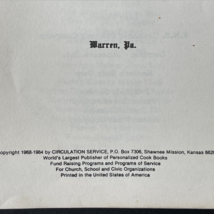 Warren, Pa.
opyright 1968-1984 by CIRCULATION SERVICE, P.O. Box 7306, Shawnee Mission, Kansas 662
World's Largest Publisher of Personalized Cook Books
Fund Raising Programs and Programs of Service
For Church, School and Civic Organizations
Printed in the United States of America